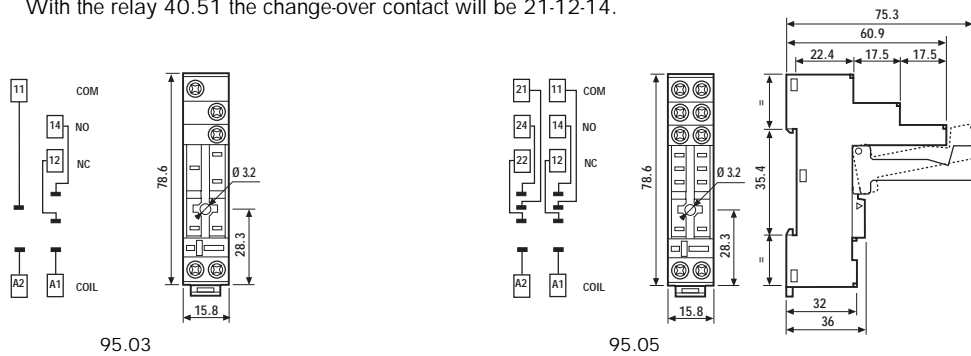 With the relay 40.51 the change-over contact will be 21-12-14.
11 COM
14 NO
12 NC
A2 A1 COIL
78.6
Ø 3.2
28.3
15.8
95.03
21 11 COM
24 14 NO
22 12 NC
A2 A1 COIL
78.6
Ø 3.2
28.3
15.8
95.05
75.3
60.9
22.4 17.5 17.5
=
35.4
=
32
36